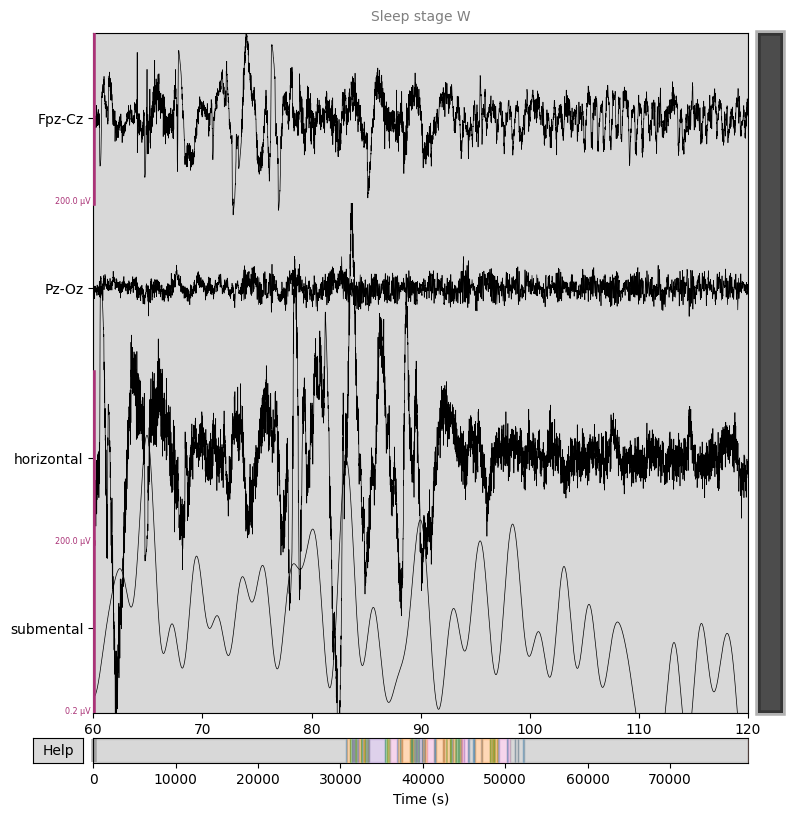 Sleep stage W
Fpz-Cz
200.0 µV
Pz-Oz
horizontal
200.0 µV
submental
0.2 µV
60 70 80 90 100 110 120
Help
0 10000 20000 30000 40000 50000 60000 70000
Time (s)